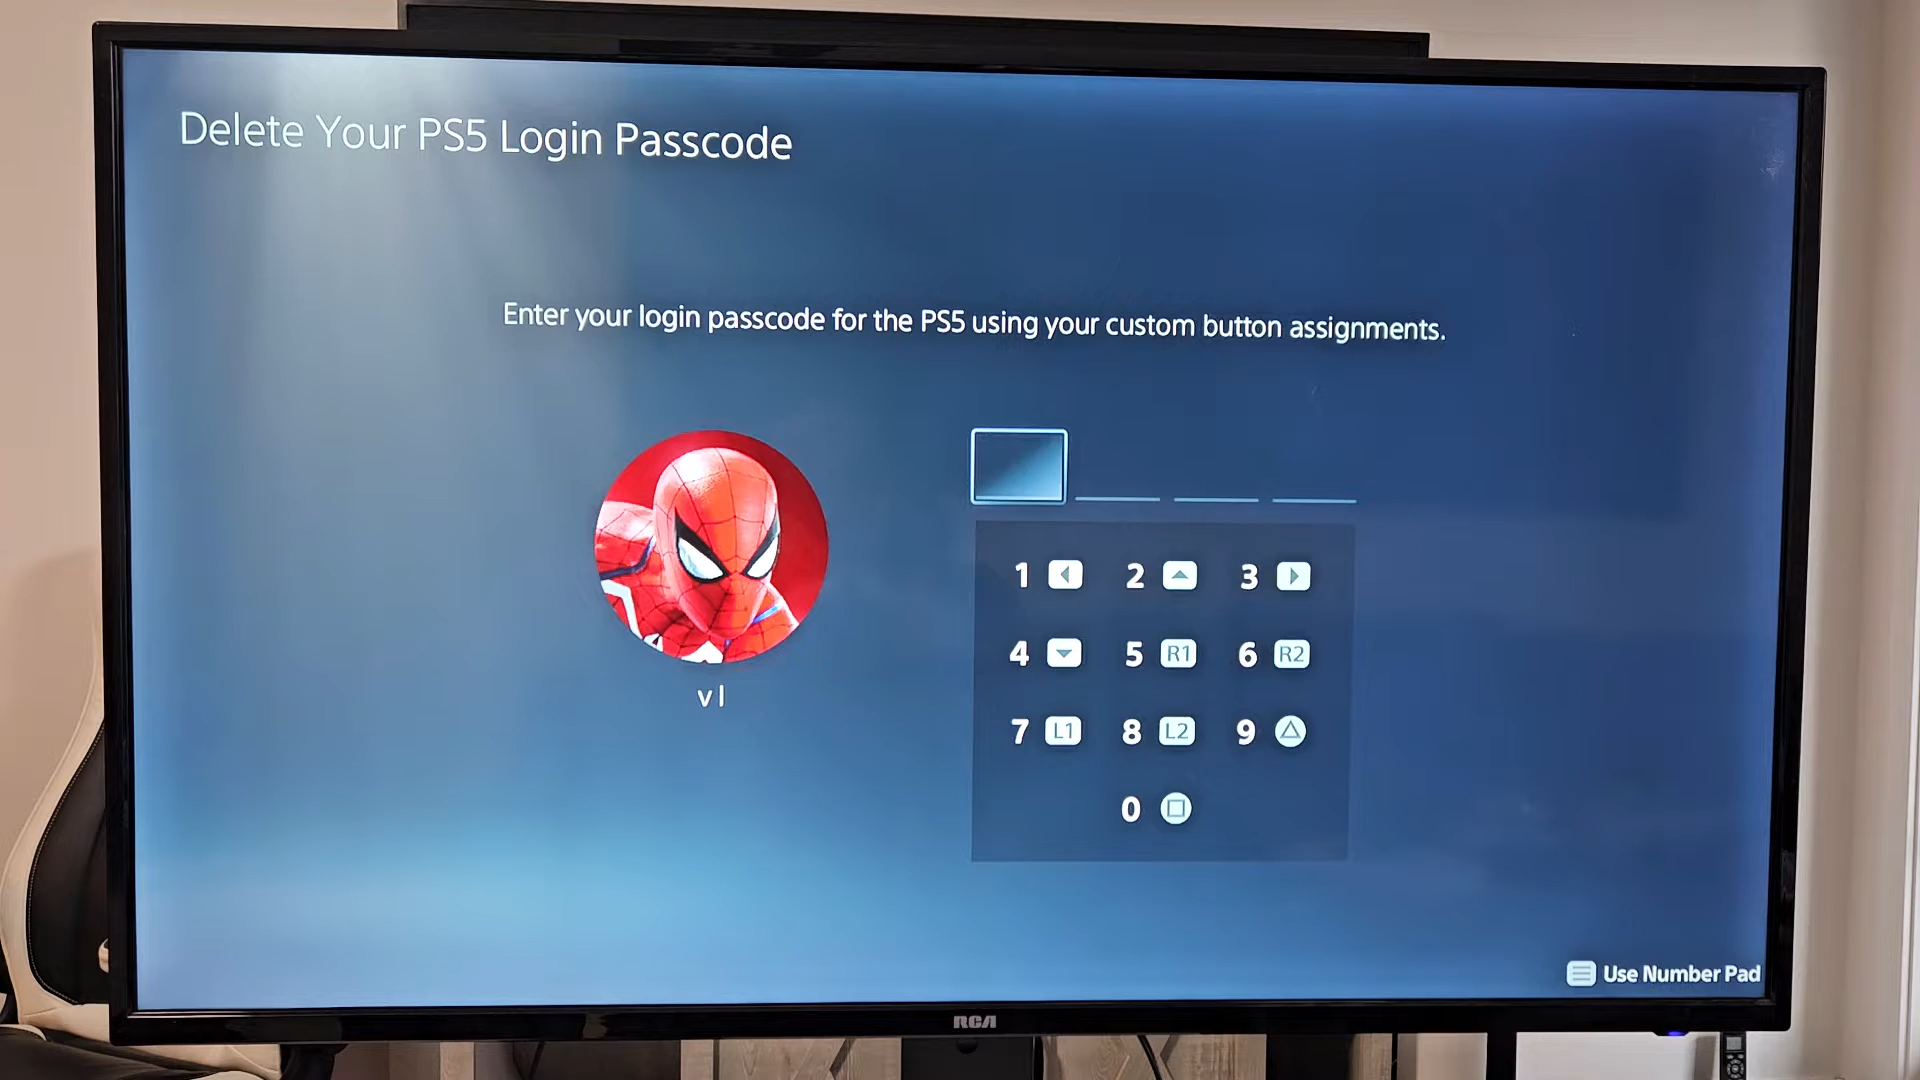 Delete Your PS5 Login Passcode
Enter your login passcode for the PS5 using your custom button assignments.
v l
1 2 3
4 5 R1 6 R2
7 L1 8 L2 9
0
Use Number Pad
RCA